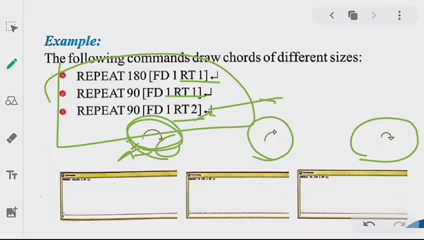 Example:
The following commands draw chords of different sizes:
REPEAT 180 [FD 1 RT 1]↵
REPEAT 90 [FD 1 RT 1]↵
REPEAT 90 [FD 1 RT 2]↵